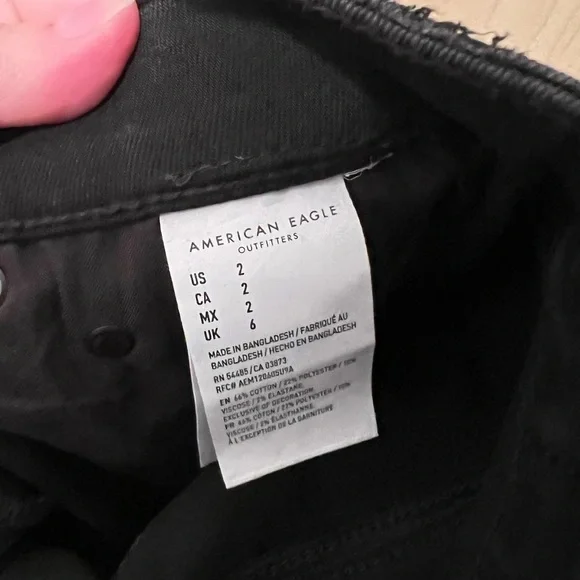 AMERICAN EAGLE
OUTFITTERS
US 2
CA 2
MX 2
UK 6
MADE IN BANGLADESH / FABRIQUÉ AU
BANGLADESH / HECHO EN BANGLADESH
RN 54485 / CA 03873
RFC# AEM120605U9A
EN 66% COTTON / 22% POLYESTER / 10%
VISCOSE / 2% ELASTANE.
EXCLUSIVE OF DECORATION
FR 66% COTON / POLYESTER / 10%
VISCOSE / 2% ÉLASTHANNE.
À L'EXCEPTION DE LA GARNITURE